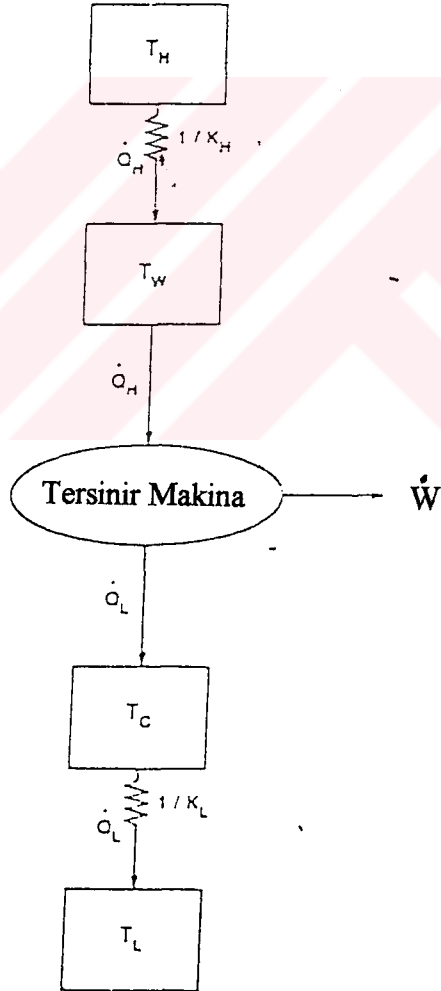 T_H
1 / K_H
Q̇_H
T_W
Q̇_H
Tersinir Makina
Ẇ
Q̇_L
T_C
1 / K_L
Q̇_L
T_L